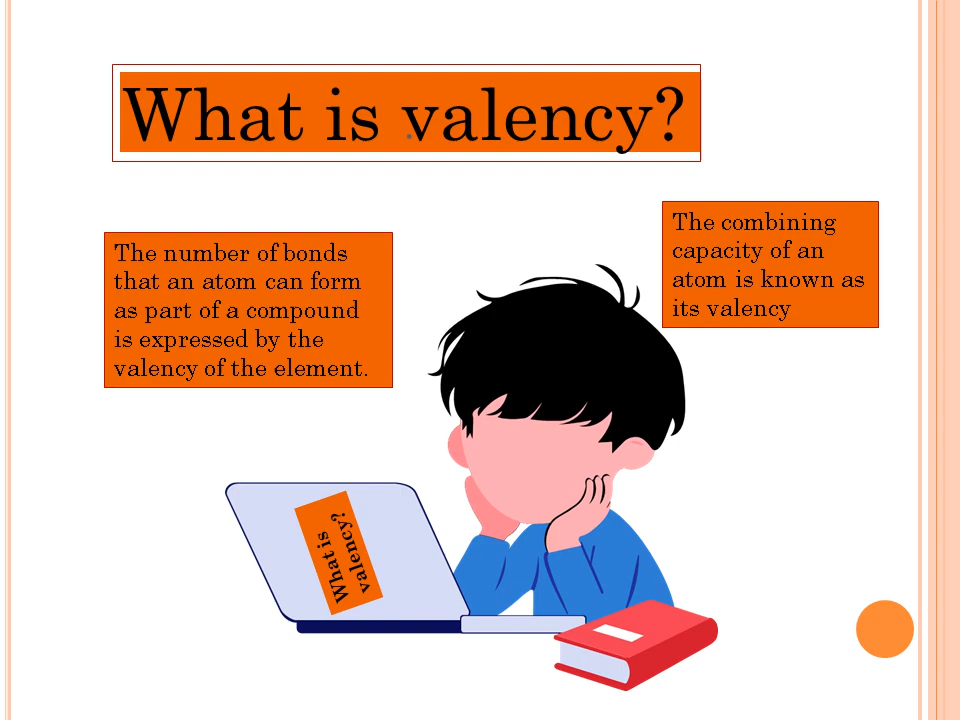 What is valency?
The number of bonds
that an atom can form
as part of a compound
is expressed by the
valency of the element.
The combining
capacity of an
atom is known as
its valency
What is
valency?